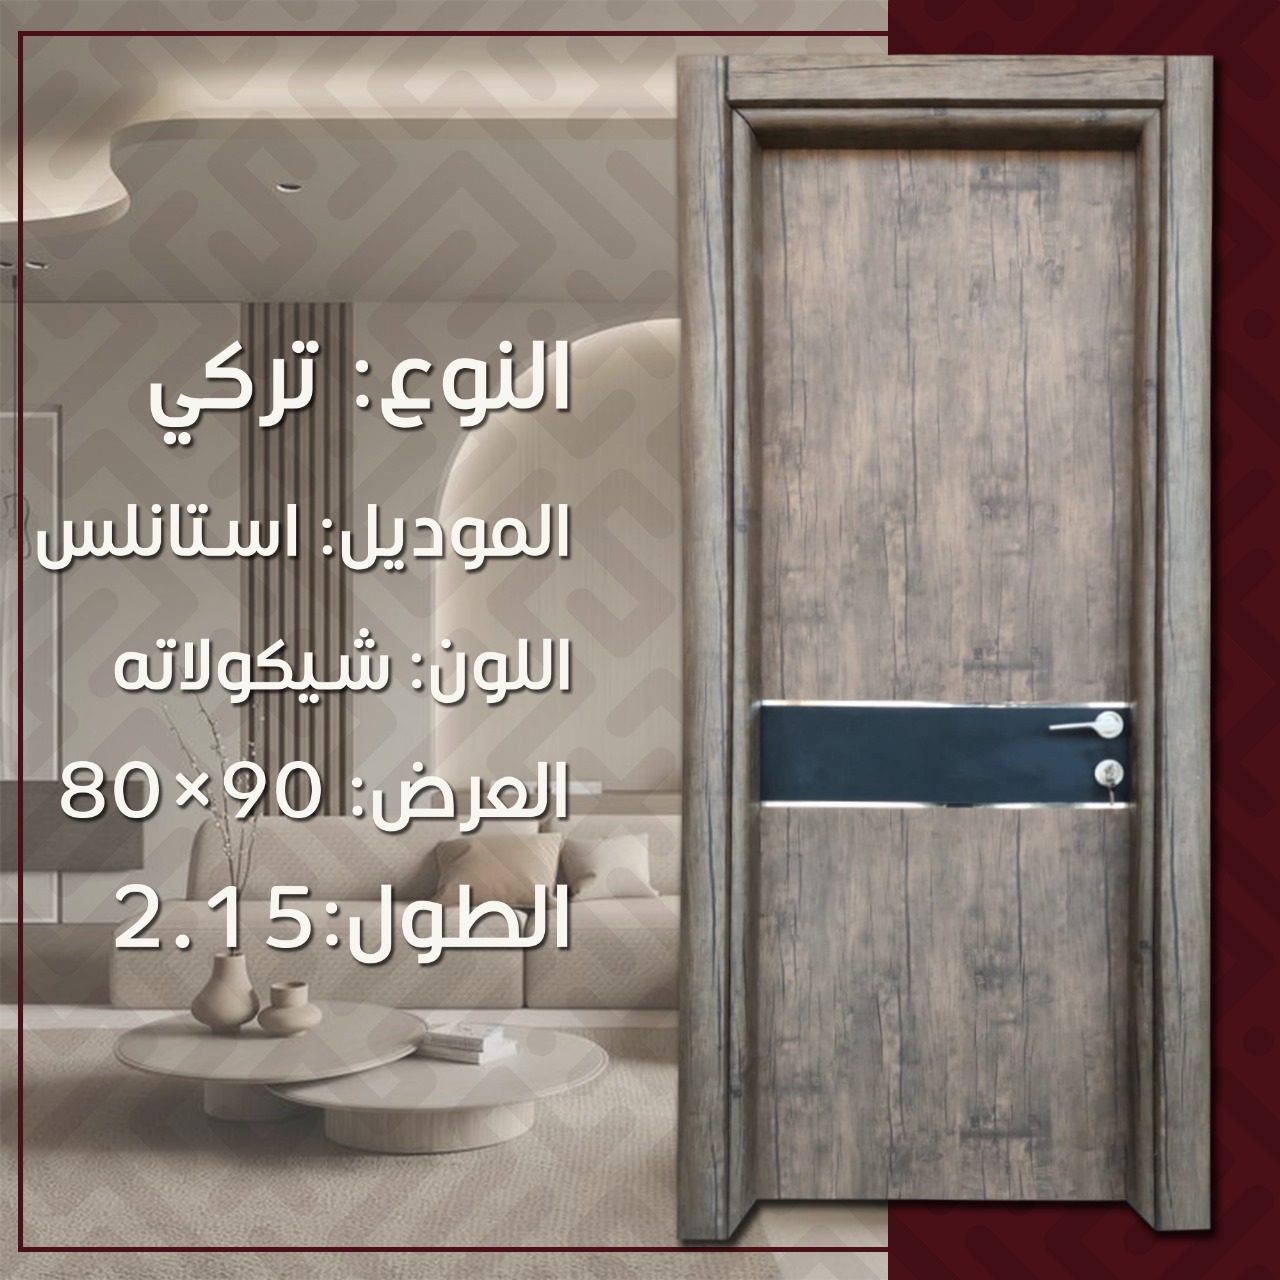 النوع: تركي
الموديل: استانلس
اللون: شيكولاته
العرض: 90×80
الطول:2.15